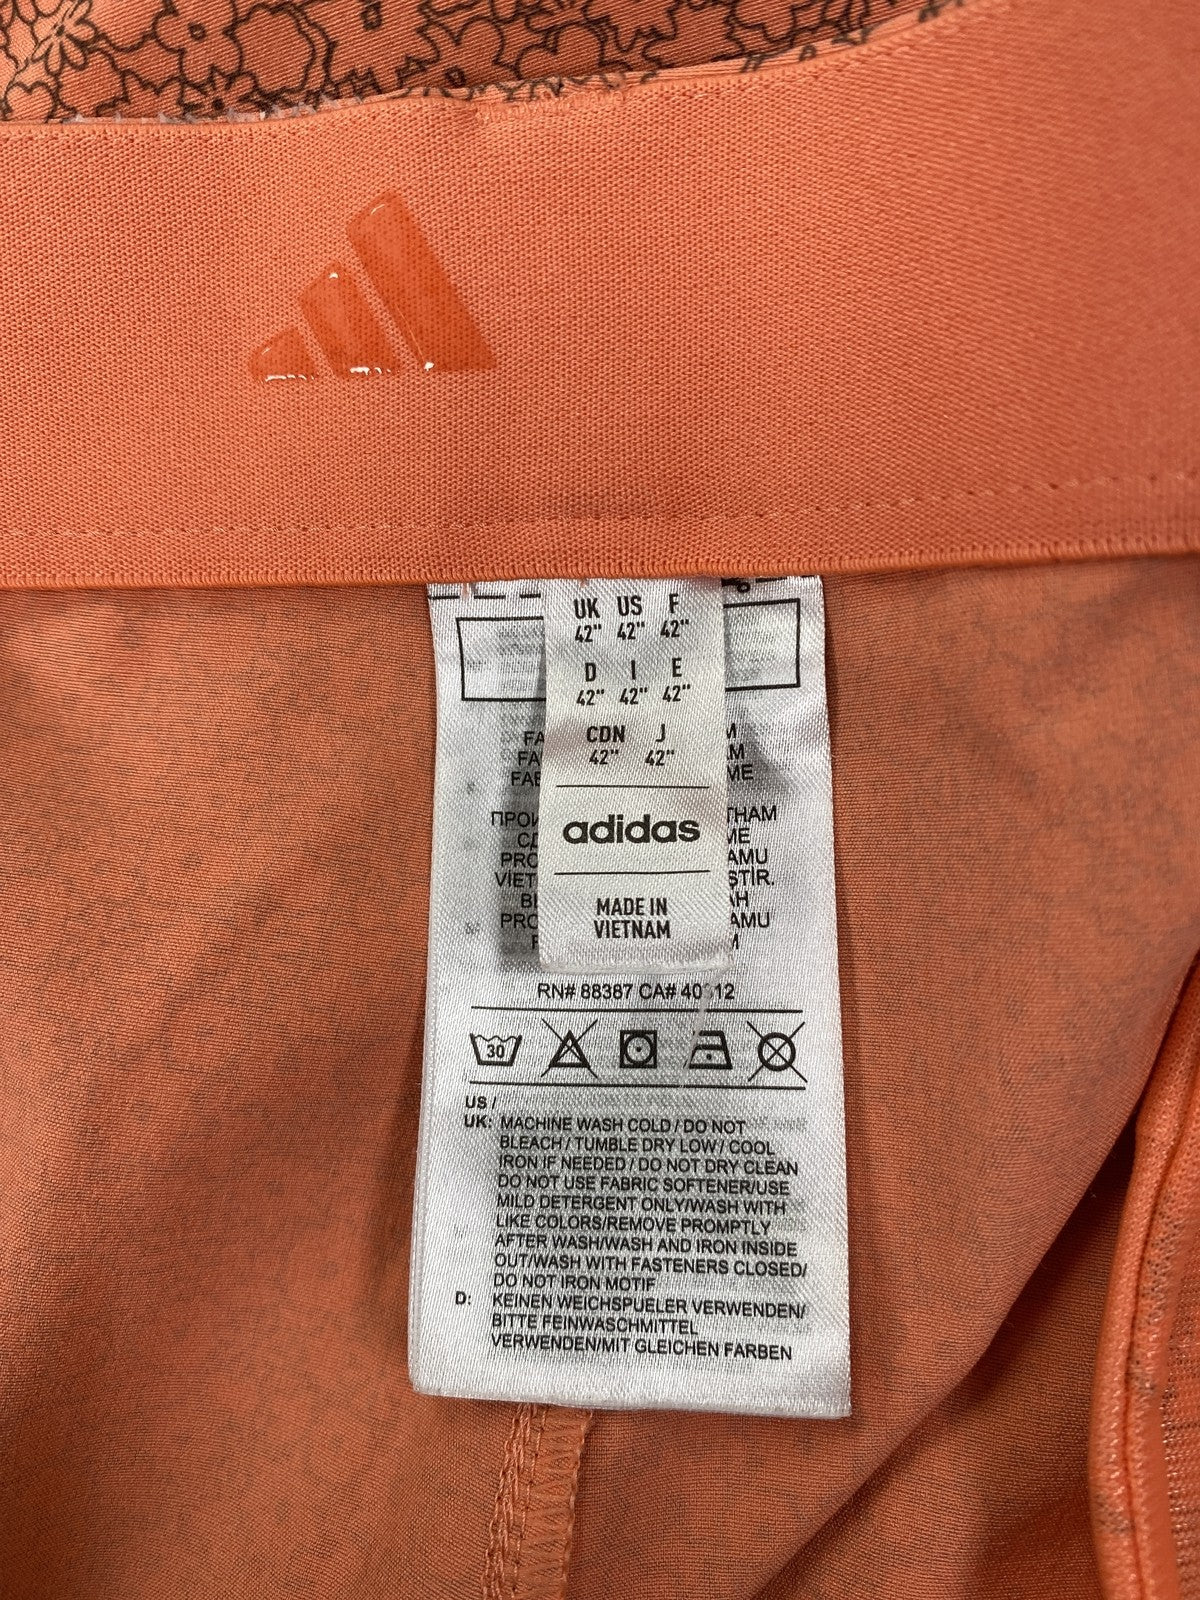 UK US F
42" 42" 42"
D I E
42" 42" 42"
CDN J
42" 42"
adidas
MADE IN
VIETNAM
RN# 88387 CA#
30
US /
UK: MACHINE WASH COLD / DO NOT
BLEACH / TUMBLE DRY LOW / COOL
IRON IF NEEDED / DO NOT DRY CLEAN
DO NOT USE FABRIC SOFTENER/USE
MILD DETERGENT ONLY/WASH WITH
LIKE COLORS/REMOVE PROMPTLY
AFTER WASH/WASH AND IRON INSIDE
OUT/WASH WITH FASTENERS CLOSED/
DO NOT IRON MOTIF
D: KEINEN WEICHSPUELER VERWENDEN/
BITTE FEINWASCHMITTEL
VERWENDEN/MIT GLEICHEN FARBEN